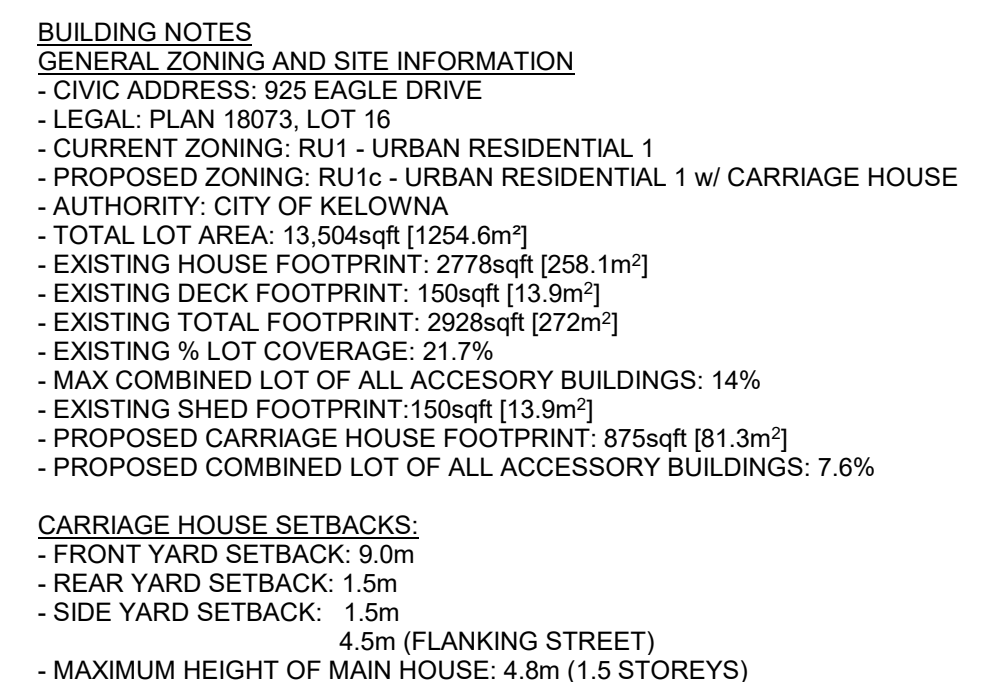 BUILDING NOTES
GENERAL ZONING AND SITE INFORMATION
- CIVIC ADDRESS: 925 EAGLE DRIVE
- LEGAL: PLAN 18073, LOT 16
- CURRENT ZONING: RU1 - URBAN RESIDENTIAL 1
- PROPOSED ZONING: RU1c - URBAN RESIDENTIAL 1 w/ CARRIAGE HOUSE
- AUTHORITY: CITY OF KELOWNA
- TOTAL LOT AREA: 13,504sqft [1254.6m²]
- EXISTING HOUSE FOOTPRINT: 2778sqft [258.1m²]
- EXISTING DECK FOOTPRINT: 150sqft [13.9m²]
- EXISTING TOTAL FOOTPRINT: 2928sqft [272m²]
- EXISTING % LOT COVERAGE: 21.7%
- MAX COMBINED LOT OF ALL ACCESORY BUILDINGS: 14%
- EXISTING SHED FOOTPRINT:150sqft [13.9m²]
- PROPOSED CARRIAGE HOUSE FOOTPRINT: 875sqft [81.3m²]
- PROPOSED COMBINED LOT OF ALL ACCESSORY BUILDINGS: 7.6%
CARRIAGE HOUSE SETBACKS:
- FRONT YARD SETBACK: 9.0m
- REAR YARD SETBACK: 1.5m
- SIDE YARD SETBACK: 1.5m
4.5m (FLANKING STREET)
- MAXIMUM HEIGHT OF MAIN HOUSE: 4.8m (1.5 STOREYS)